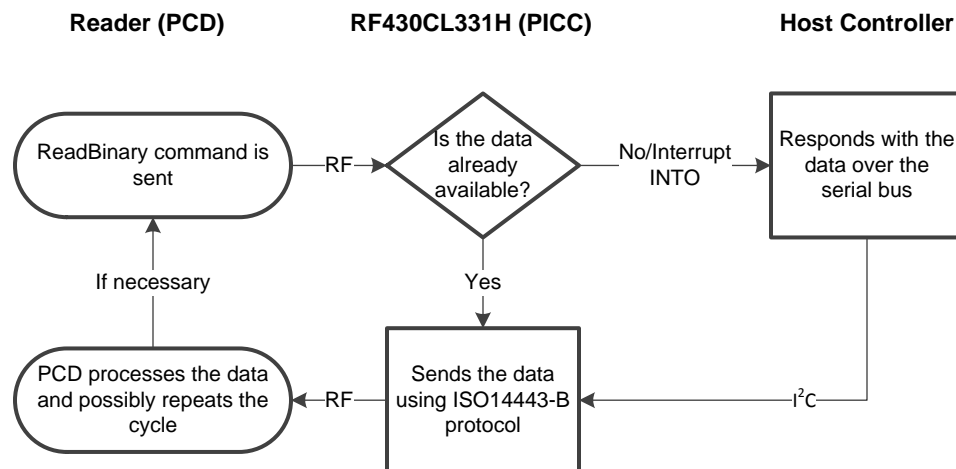 Reader (PCD)
RF430CL331H (PICC)
Host Controller
ReadBinary command is
sent
RF
Is the data
already
available?
No/Interrupt
INTO
Responds with the
data over the
serial bus
If necessary
Yes
PCD processes the data
and possibly repeats the
cycle
RF
Sends the data
using ISO14443-B
protocol
I²C